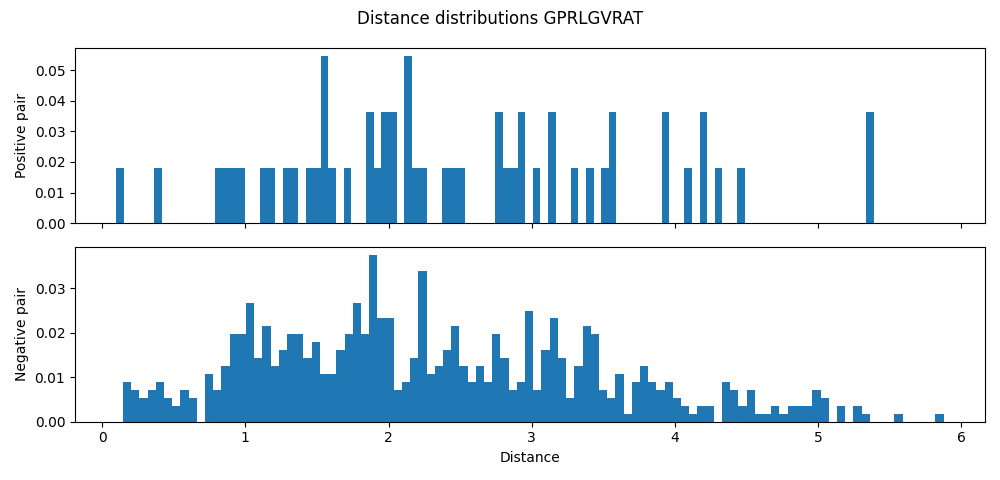 Distance distributions GPRLGVRAT
Positive pair
0.05
0.04
0.03
0.02
0.01
0.00
Negative pair
0.03
0.02
0.01
0.00
0 1 2 3 4 5 6
Distance